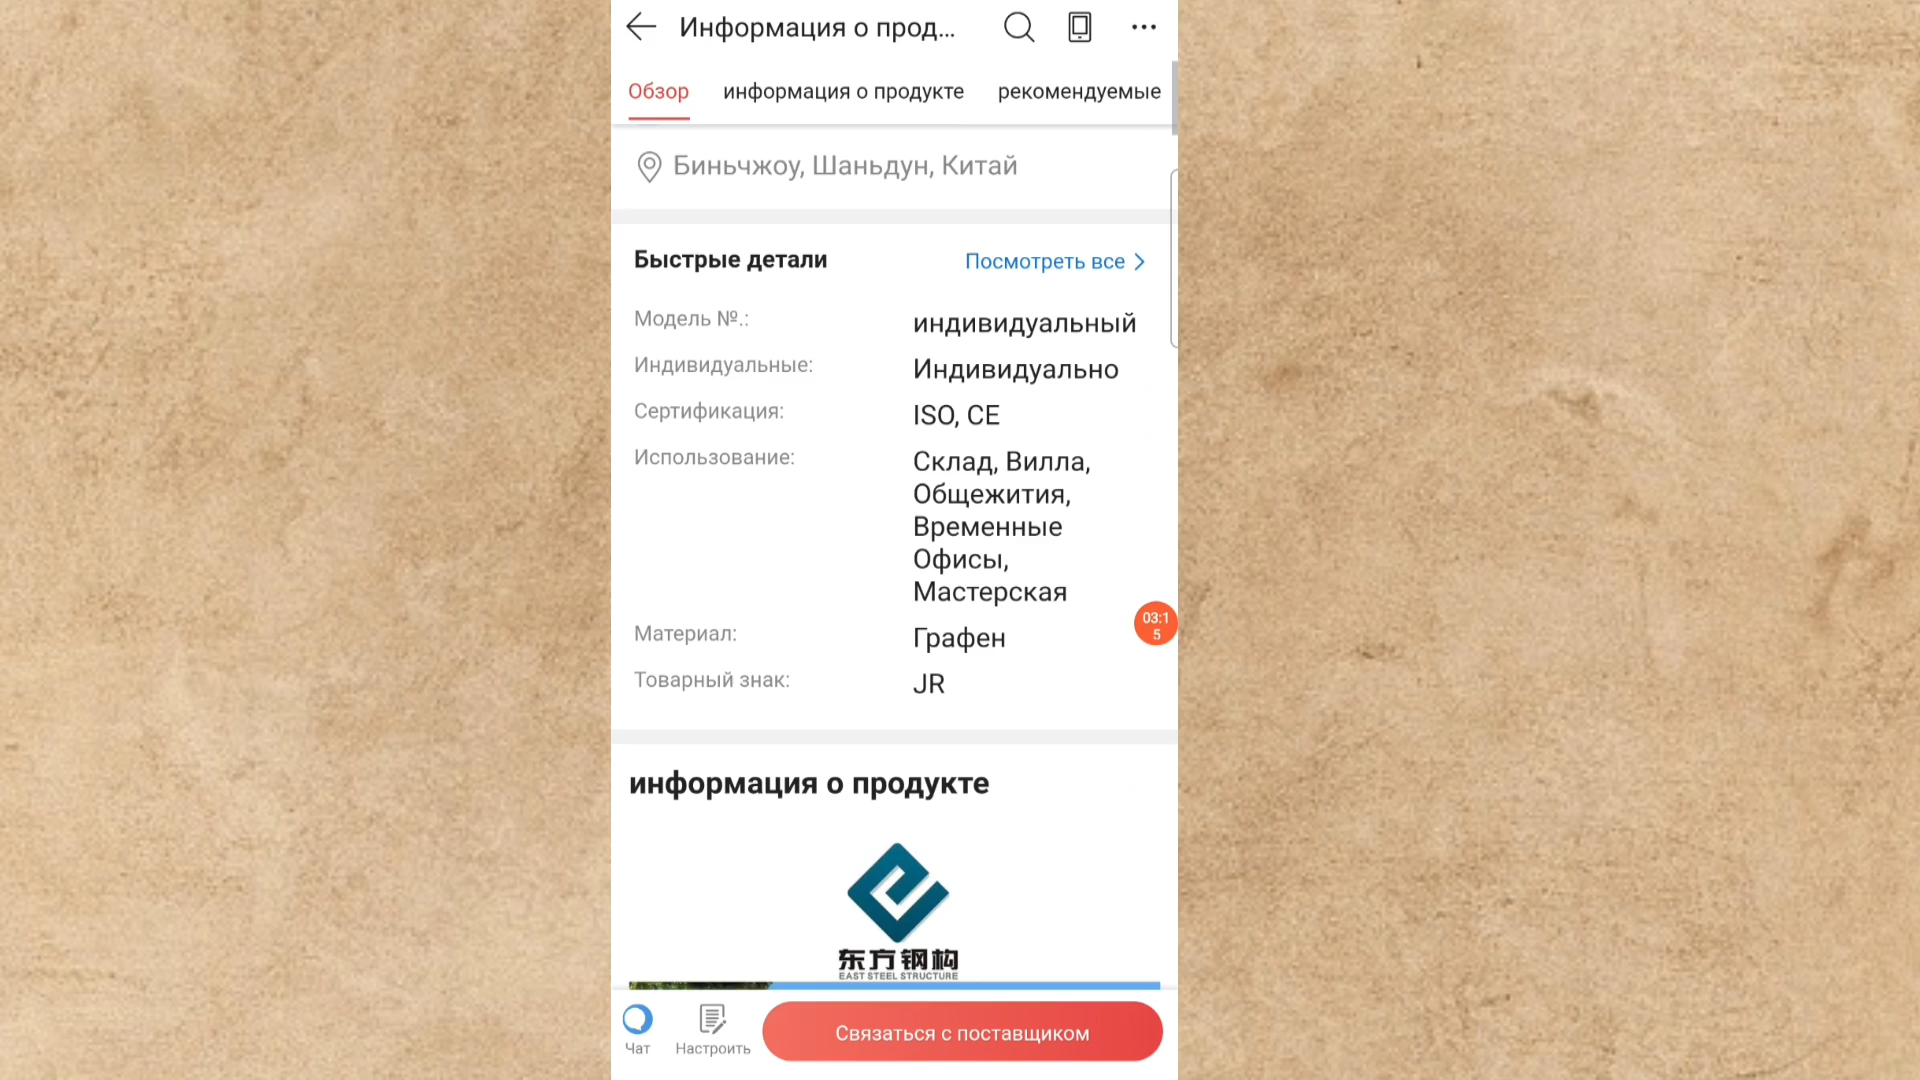 Информация о прод...
Обзор информация о продукте рекомендуемые
Биньчжоу, Шаньдун, Китай
Быстрые детали Посмотреть все
Модель №.: индивидуальный
Индивидуальные: Индивидуально
Сертификация: ISO, CE
Использование: Склад, Вилла,
Общежития,
Временные
Офисы,
Мастерская
03:1
5
Материал: Графен
Товарный знак: JR
информация о продукте
东方钢构
EAST STEEL STRUCTURE
Чат Настроить Связаться с поставщиком